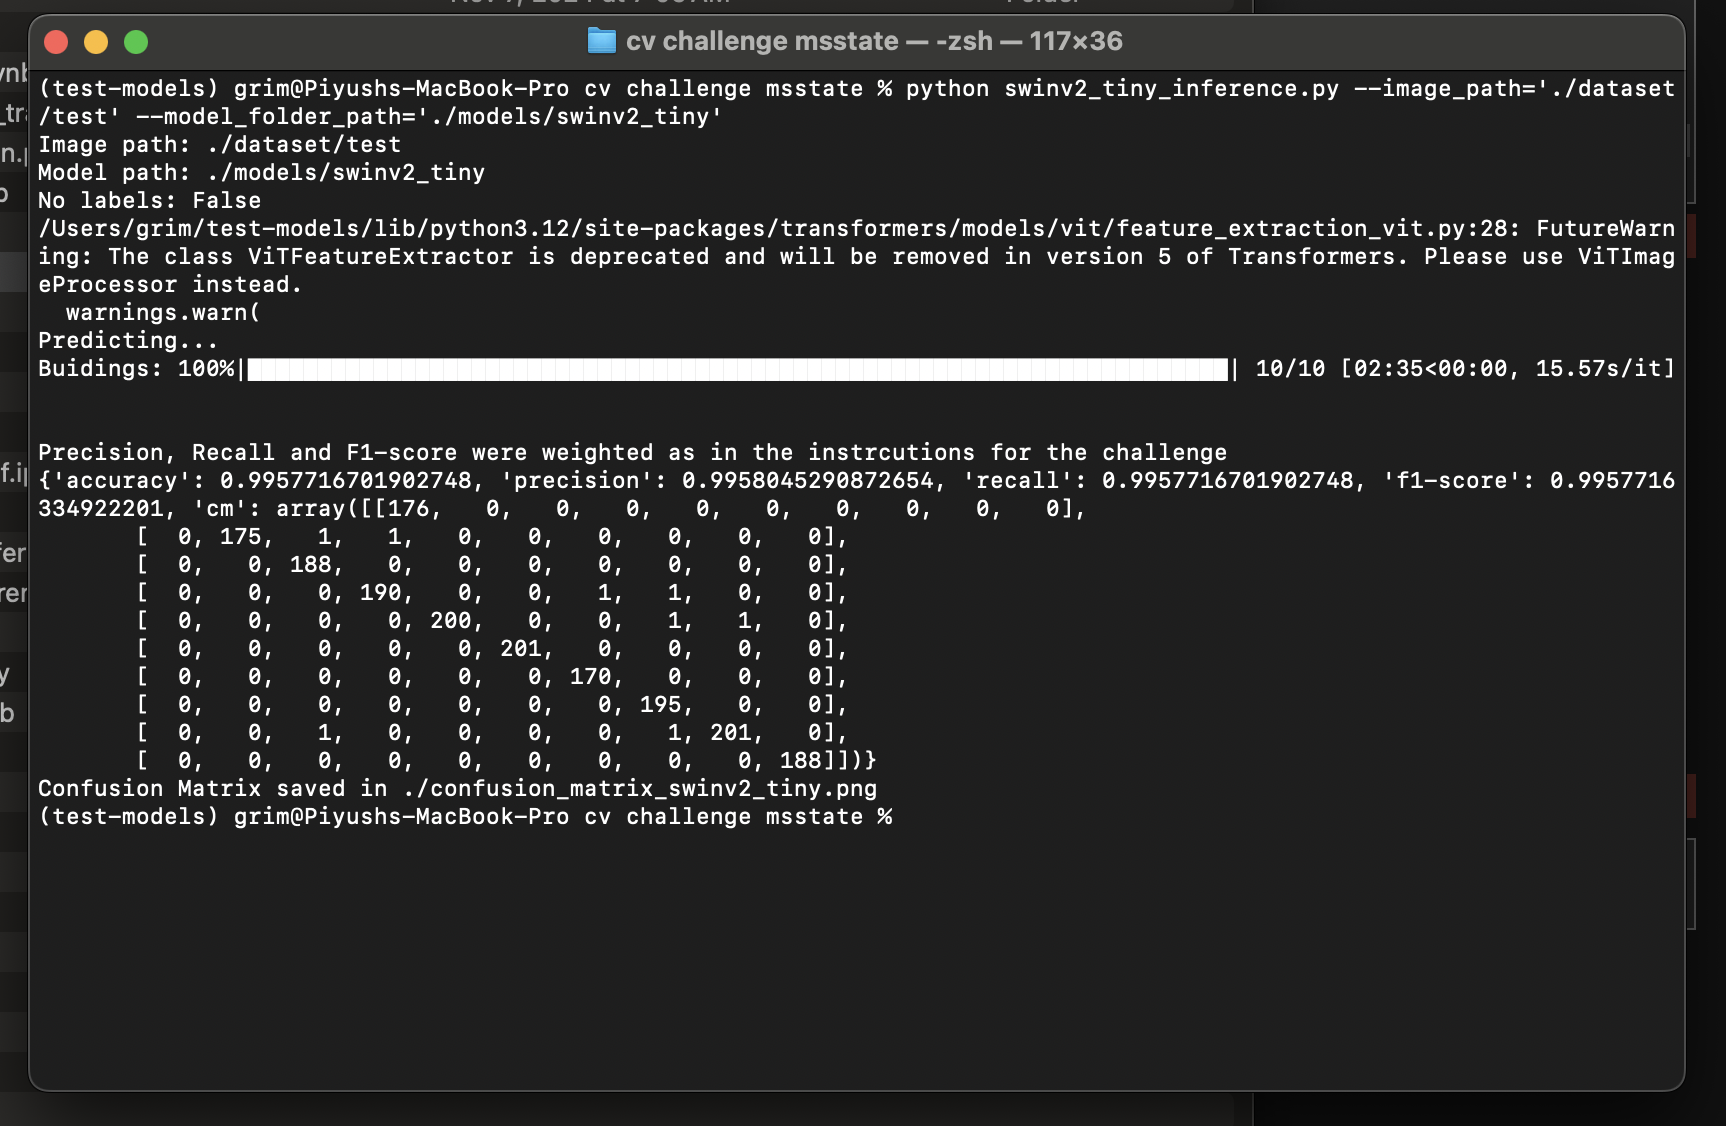 cv challenge msstate — -zsh — 117×36
(test-models) grim@Piyushs-MacBook-Pro cv challenge msstate % python swinv2_tiny_inference.py --image_path='./dataset
/test' --model_folder_path='./models/swinv2_tiny'
Image path: ./dataset/test
Model path: ./models/swinv2_tiny
No labels: False
/Users/grim/test-models/lib/python3.12/site-packages/transformers/models/vit/feature_extraction_vit.py:28: FutureWarn
ing: The class ViTFeatureExtractor is deprecated and will be removed in version 5 of Transformers. Please use ViTImag
eProcessor instead.
  warnings.warn(
Predicting...
Buidings: 100%| | 10/10 [02:35<00:00, 15.57s/it]
Precision, Recall and F1-score were weighted as in the instrcutions for the challenge
{'accuracy': 0.9957716701902748, 'precision': 0.9958045290872654, 'recall': 0.9957716701902748, 'f1-score': 0.9957716
334922201, 'cm': array([[176,   0,   0,   0,   0,   0,   0,   0,   0,   0],
       [  0, 175,   1,   1,   0,   0,   0,   0,   0,   0],
       [  0,   0, 188,   0,   0,   0,   0,   0,   0,   0],
       [  0,   0,   0, 190,   0,   0,   1,   1,   0,   0],
       [  0,   0,   0,   0, 200,   0,   0,   1,   1,   0],
       [  0,   0,   0,   0,   0, 201,   0,   0,   0,   0],
       [  0,   0,   0,   0,   0,   0, 170,   0,   0,   0],
       [  0,   0,   0,   0,   0,   0,   0, 195,   0,   0],
       [  0,   0,   1,   0,   0,   0,   0,   1, 201,   0],
       [  0,   0,   0,   0,   0,   0,   0,   0,   0, 188]])}
Confusion Matrix saved in ./confusion_matrix_swinv2_tiny.png
(test-models) grim@Piyushs-MacBook-Pro cv challenge msstate %